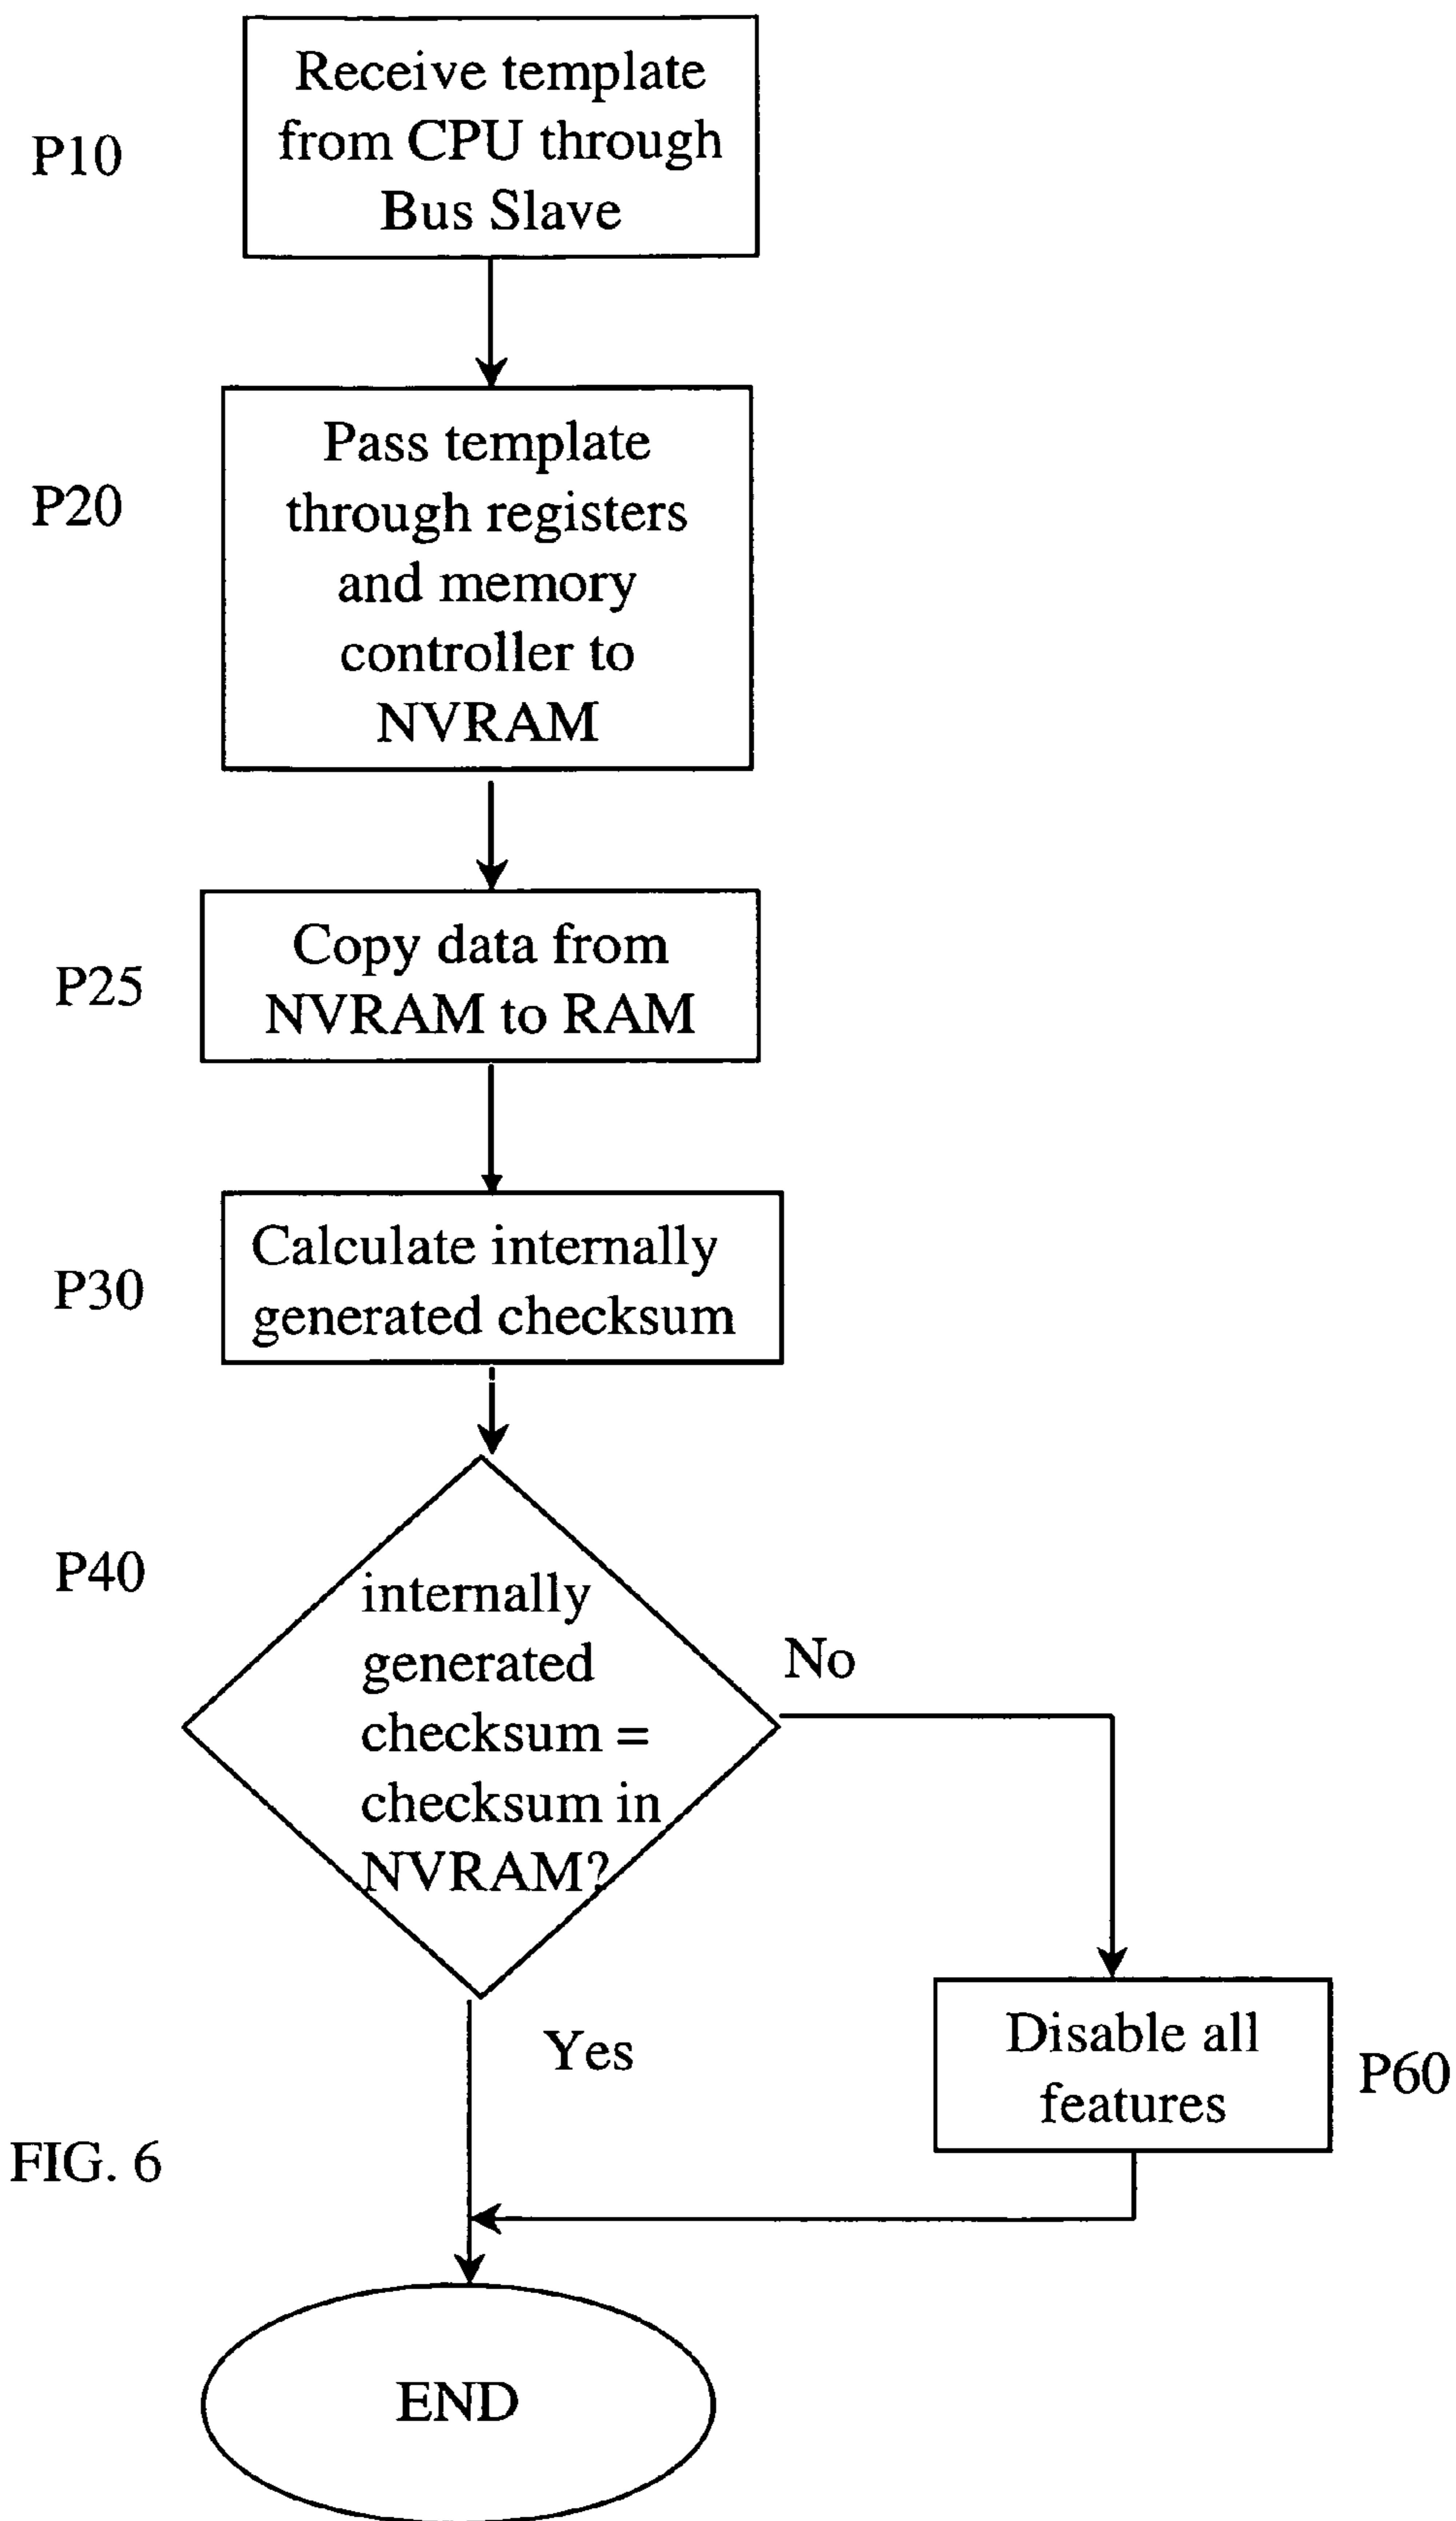 P10
Receive template
from CPU through
Bus Slave
P20
Pass template
through registers
and memory
controller to
NVRAM
P25
Copy data from
NVRAM to RAM
P30
Calculate internally
generated checksum
P40
internally
generated
checksum =
checksum in
NVRAM?
No
Yes
Disable all
features
P60
FIG. 6
END